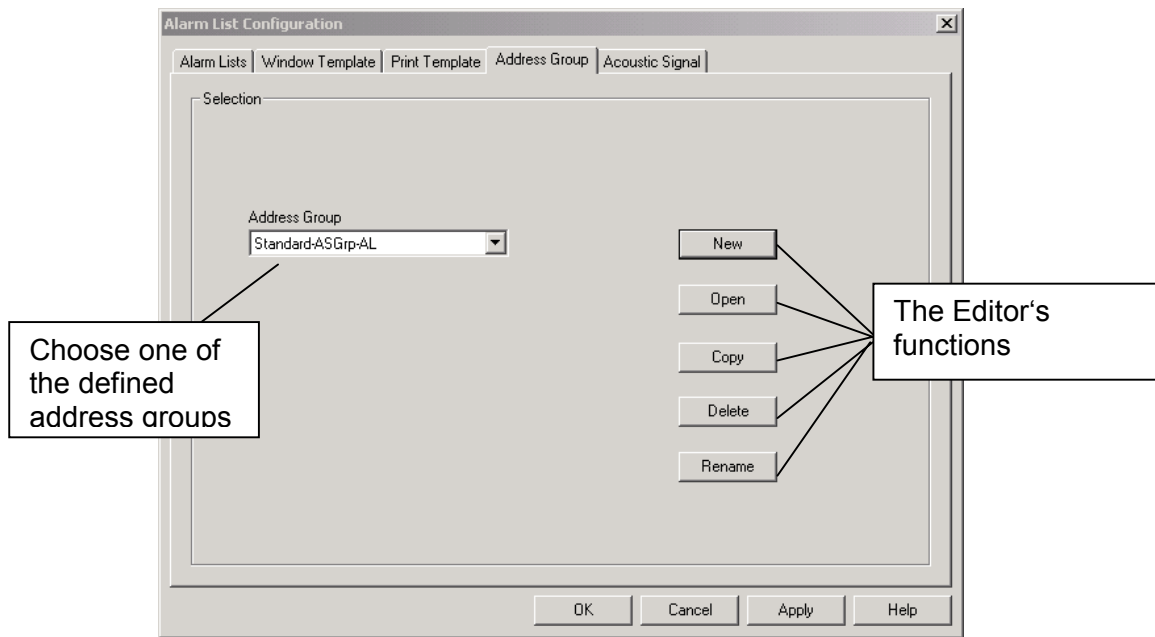 Alarm List Configuration
Alarm Lists Window Template Print Template Address Group Acoustic Signal
Selection
Address Group
Standard-ASGrp-AL
New
Open
Copy
Delete
Rename
Choose one of
the defined
address groups
The Editor‘s
functions
OK Cancel Apply Help